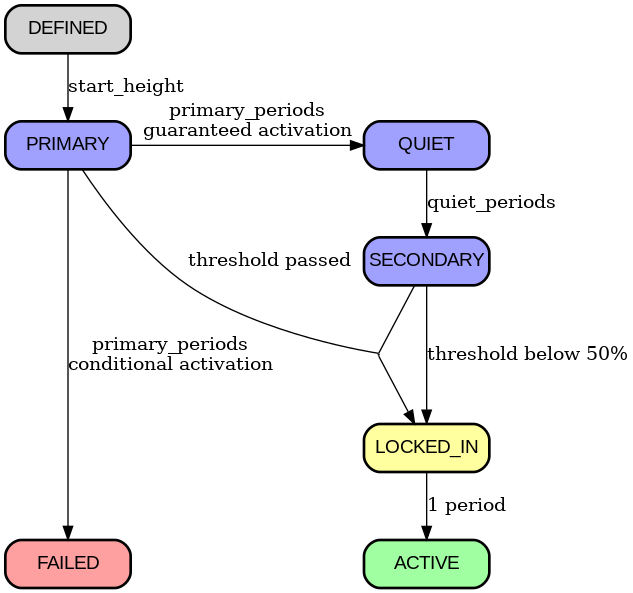 DEFINED
start_height
primary_periods
guaranteed activation
PRIMARY
QUIET
quiet_periods
threshold passed
SECONDARY
primary_periods
conditional activation
threshold below 50%
LOCKED_IN
1 period
FAILED
ACTIVE